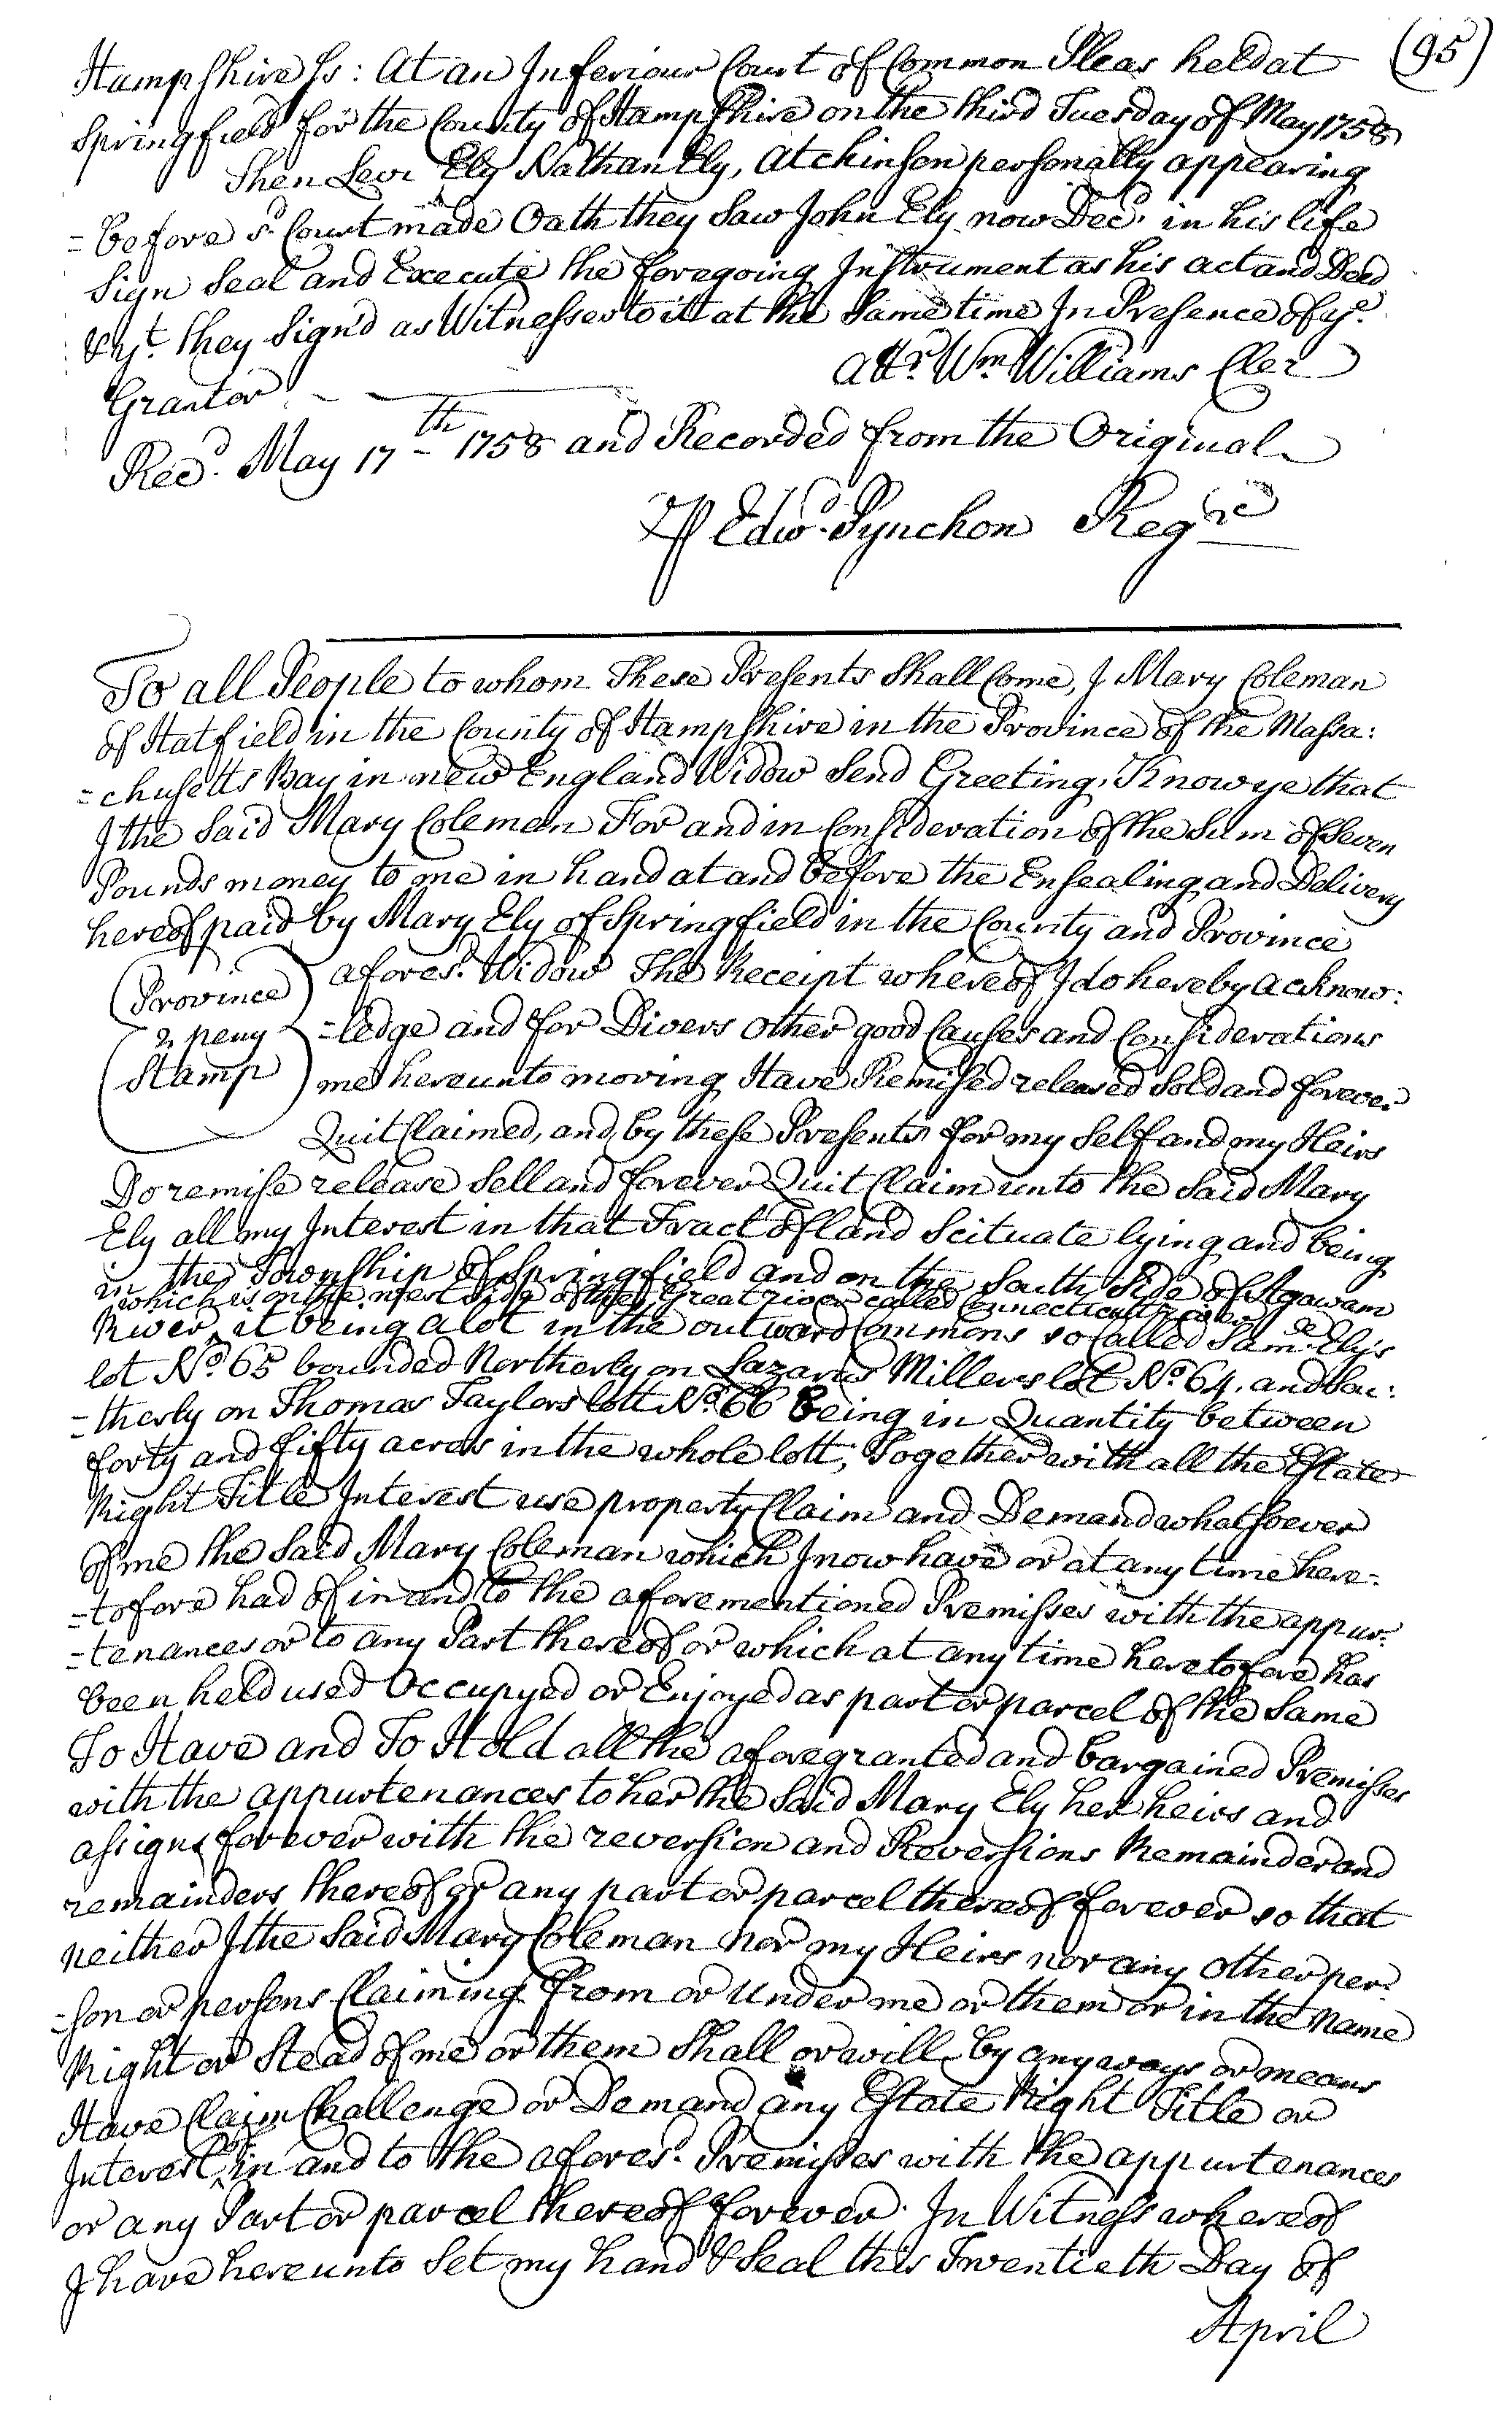 (95)
Hampshire Ss: At an Inferiour Court of Common Pleas held at
Springfield for the County of Hampshire on the third Tuesday of May 1758
Then Levi Ely Nathan Ely, Atchinson personally appearing
=before sd. Court made Oath they Saw John Ely now Decd. in his life
Sign Seal and Execute the foregoing Instrument as his act and Deed
& yt. they Sign'd as Witnesses to it at the Same time In Presence of ye.
Grantor.
Attr. Wm. Williams Cler
Recd. May 17th 1758 and Recorded from the Original
P Edwd. Pynchon Regre
To all People to whom These Presents Shall Come, I Mary Coleman
of Hatfield in the County of Hampshire in the Province of the Massa:
=chusetts Bay in new England Widow Send Greeting, Know ye that
I the Said Mary Coleman For and in Consideration of the Sum of Seven
Pounds money to me in hand at and before the Ensealing and Delivery
hereof paid by Mary Ely of Springfield in the County and Province
Province
2 peny
Stamp
aforesd. Widow The Receipt whereof I do hereby acknow:
=ledge and for Divers other good Causes and Considerations
me hereunto moving Have Remised released Sold and forever
Quit Claimed, and by these Presents for my Self and my Heirs
Do remise release Sell and forever Quit Claim unto the Said Mary
Ely all my Interest in that Tract of land Scituate lying and being
in the Township of Springfield and on the South Side of Agawam
which is on the west Side of the Great river called Connecticut river
River ^ it being a lot in the outward Commons so Called Sam: Ely's
lot No. 65 bounded Northerly on Lazarus Millers lot No. 64. and Sou:
=therly on Thomas Taylors lott No. 66 Being in Quantity between
forty and fifty acres in the whole lott, Together with all the Estate
Right Title Interest use property Claim and Demand whatsoever
of me the Said Mary Coleman which I now have or at any time here=
=tofore had of in and to the aforementioned Premisses with the appur:
=tenances or to any Part thereof or which at any time heretofore has
been held used Occupyed or Enjoyed as part or parcel of the Same
To Have and To Hold all the aforegranted and bargained Premisses
with the appurtenances to her the Said Mary Ely her heirs and
assigns forever with the reversion and Reversions Remainder and
remainders thereof or any part or parcel thereof forever so that
neither I the Said Mary Coleman nor my Heirs nor any other per:
=son or persons Claiming from or Under me or them or in the Name
Right or Stead of me or them Shall or will by any ways or means
Have Claim Challenge or Demand any Estate Right Title or
Interest ^of in and to the aforesd. Premisses with the appurtenances
or any Part or parcel thereof forever. In Witness whereof
I have hereunto Set my hand & Seal this Twentieth Day of
April